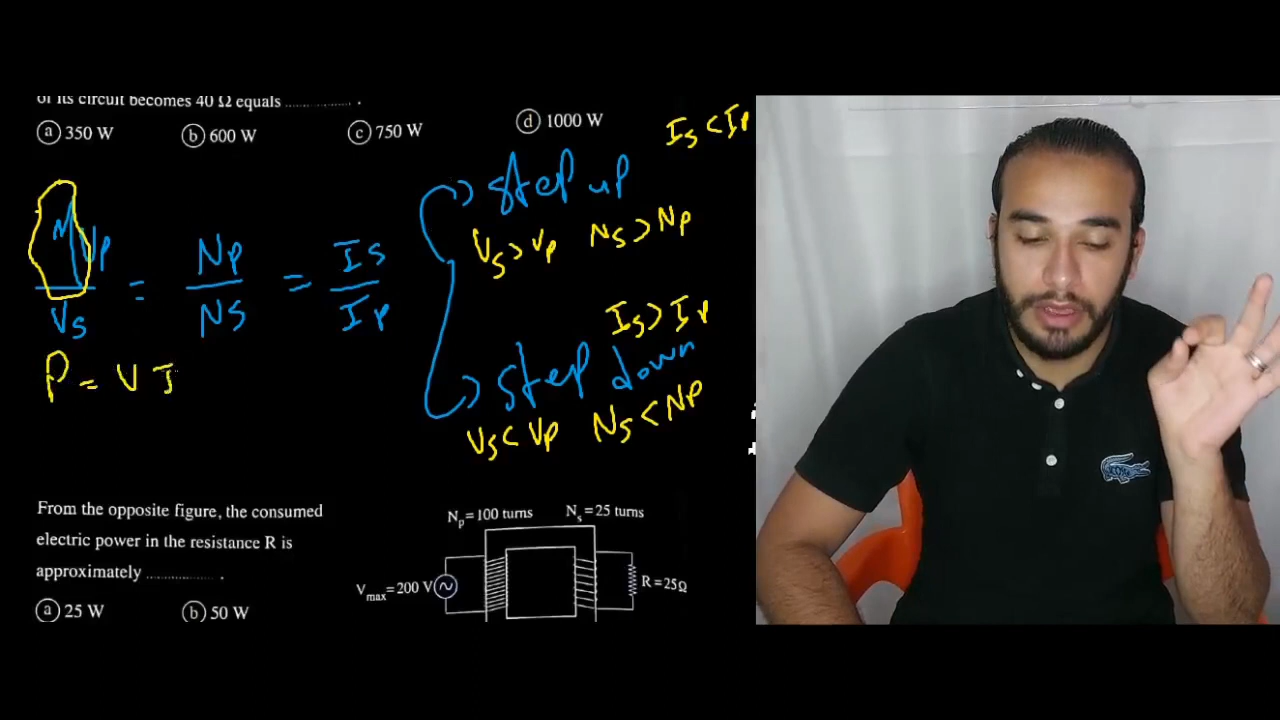 of its circuit becomes 40 Ω equals .............. .
a 350 W b 600 W c 750 W d 1000 W
Is < Ip
step up
Vs > Vp Ns > Np
η Vp / Vs = Np / Ns = Is / Ip
Is > Ip
P = V I
step down
Vs < Vp Ns < Np
From the opposite figure, the consumed
electric power in the resistance R is
approximately .............. .
a 25 W b 50 W
Np = 100 turns Ns = 25 turns
Vmax = 200 V R = 25 Ω